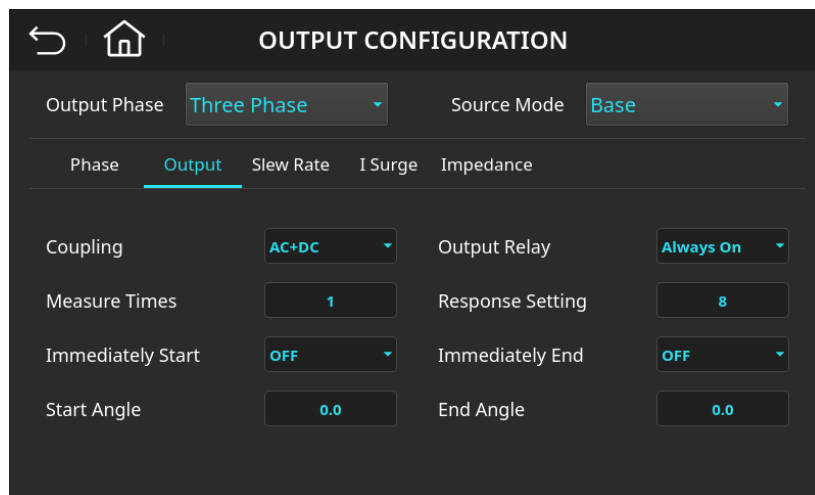 OUTPUT CONFIGURATION
Output Phase Three Phase Source Mode Base
Phase Output Slew Rate I Surge Impedance
Coupling AC+DC Output Relay Always On
Measure Times 1 Response Setting 8
Immediately Start OFF Immediately End OFF
Start Angle 0.0 End Angle 0.0